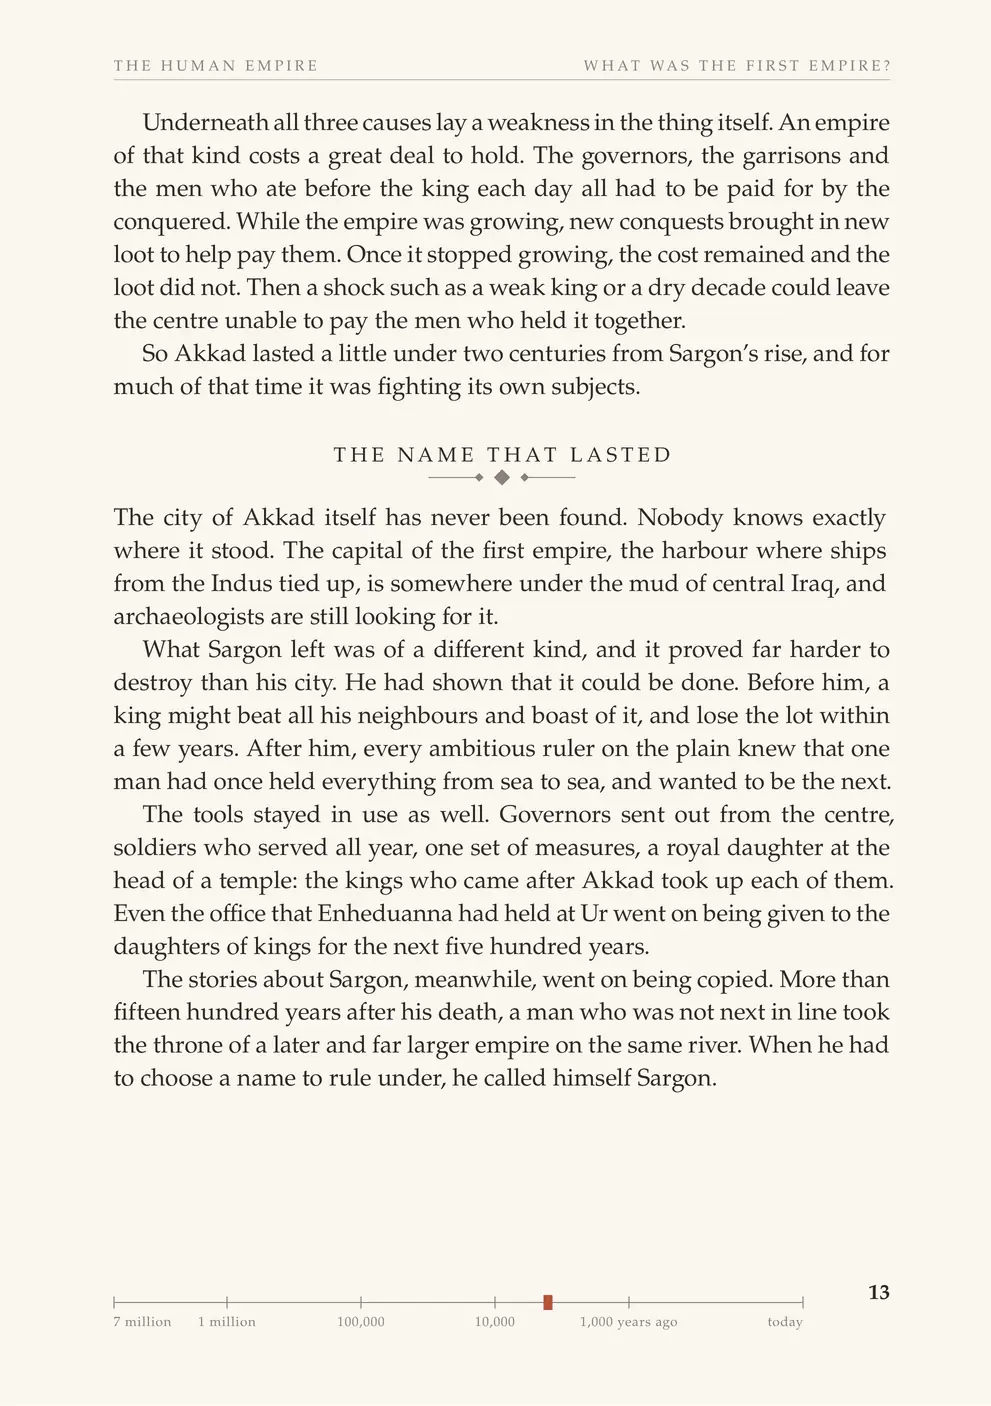 THE HUMAN EMPIRE
WHAT WAS THE FIRST EMPIRE?
Underneath all three causes lay a weakness in the thing itself. An empire
of that kind costs a great deal to hold. The governors, the garrisons and
the men who ate before the king each day all had to be paid for by the
conquered. While the empire was growing, new conquests brought in new
loot to help pay them. Once it stopped growing, the cost remained and the
loot did not. Then a shock such as a weak king or a dry decade could leave
the centre unable to pay the men who held it together.
So Akkad lasted a little under two centuries from Sargon’s rise, and for
much of that time it was fighting its own subjects.
THE NAME THAT LASTED
The city of Akkad itself has never been found. Nobody knows exactly
where it stood. The capital of the first empire, the harbour where ships
from the Indus tied up, is somewhere under the mud of central Iraq, and
archaeologists are still looking for it.
What Sargon left was of a different kind, and it proved far harder to
destroy than his city. He had shown that it could be done. Before him, a
king might beat all his neighbours and boast of it, and lose the lot within
a few years. After him, every ambitious ruler on the plain knew that one
man had once held everything from sea to sea, and wanted to be the next.
The tools stayed in use as well. Governors sent out from the centre,
soldiers who served all year, one set of measures, a royal daughter at the
head of a temple: the kings who came after Akkad took up each of them.
Even the office that Enheduanna had held at Ur went on being given to the
daughters of kings for the next five hundred years.
The stories about Sargon, meanwhile, went on being copied. More than
fifteen hundred years after his death, a man who was not next in line took
the throne of a later and far larger empire on the same river. When he had
to choose a name to rule under, he called himself Sargon.
13
7 million 1 million 100,000 10,000 1,000 years ago today